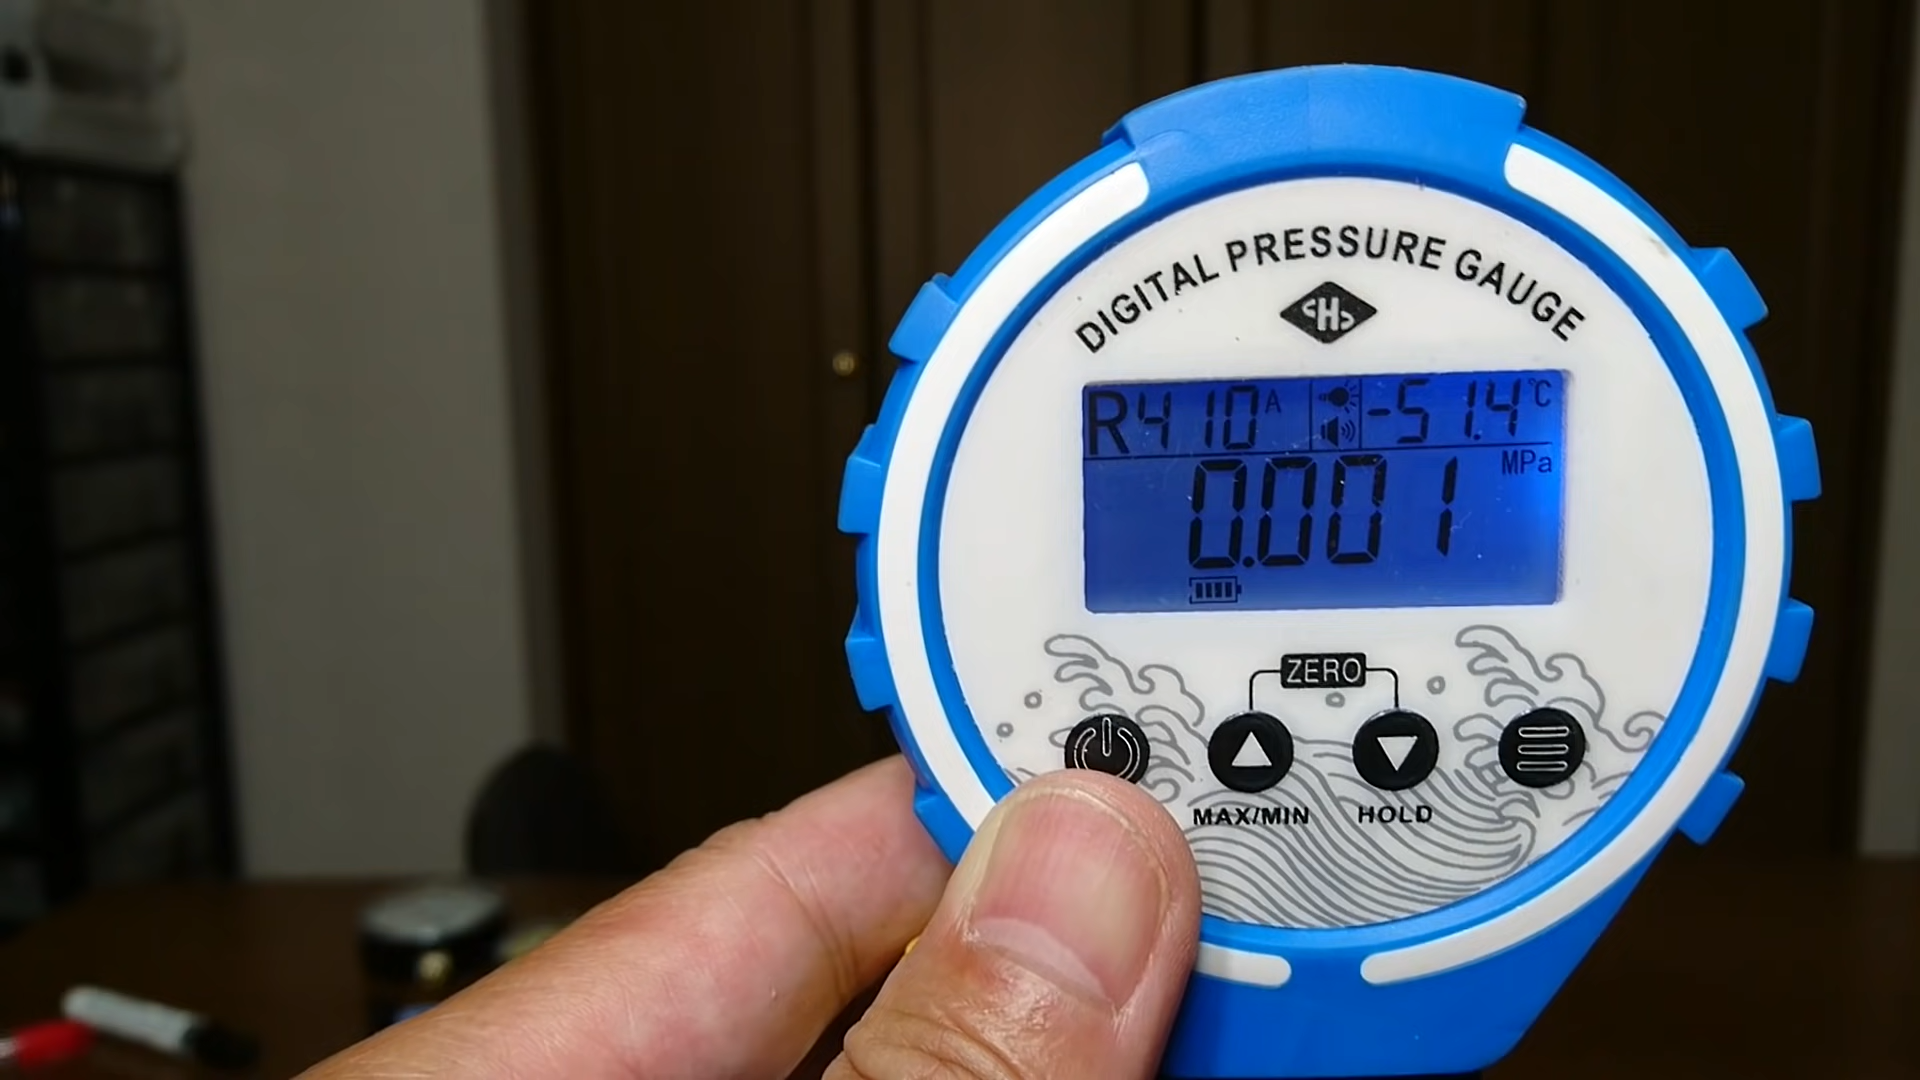 DIGITAL PRESSURE GAUGE
H
R410A -51.4 °C
MPa
0.001
ZERO
MAX/MIN HOLD